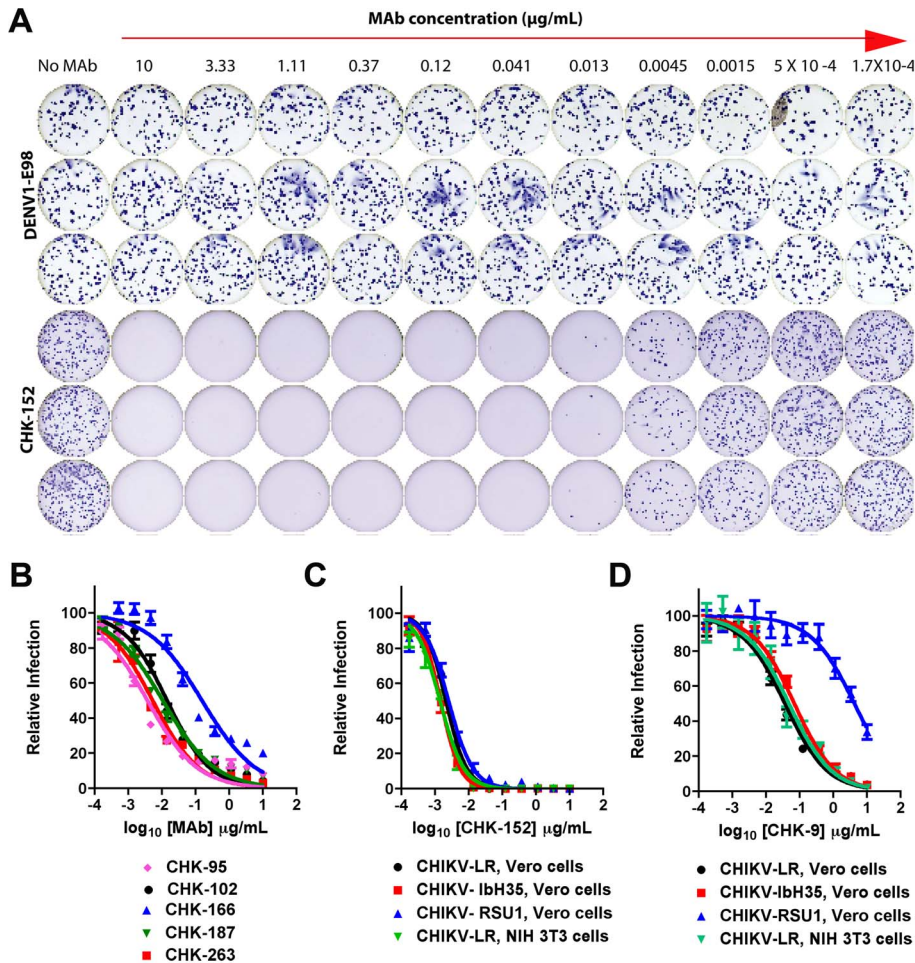 A
MAb concentration (µg/mL)
No MAb 10 3.33 1.11 0.37 0.12 0.041 0.013 0.0045 0.0015 5 X 10 -4 1.7X10-4
DENV1-E98
CHK-152
B
Relative Infection
100
80
60
40
20
0
-4 -3 -2 -1 0 1 2
log10 [MAb] µg/mL
CHK-95
CHK-102
CHK-166
CHK-187
CHK-263
C
Relative Infection
100
80
60
40
20
0
-4 -3 -2 -1 0 1 2
log10 [CHK-152] µg/mL
CHIKV-LR, Vero cells
CHIKV- IbH35, Vero cells
CHIKV- RSU1, Vero cells
CHIKV-LR, NIH 3T3 cells
D
Relative Infection
100
80
60
40
20
0
-4 -3 -2 -1 0 1 2
log10 [CHK-9] µg/mL
CHIKV-LR, Vero cells
CHIKV-IbH35, Vero cells
CHIKV-RSU1, Vero cells
CHIKV-LR, NIH 3T3 cells